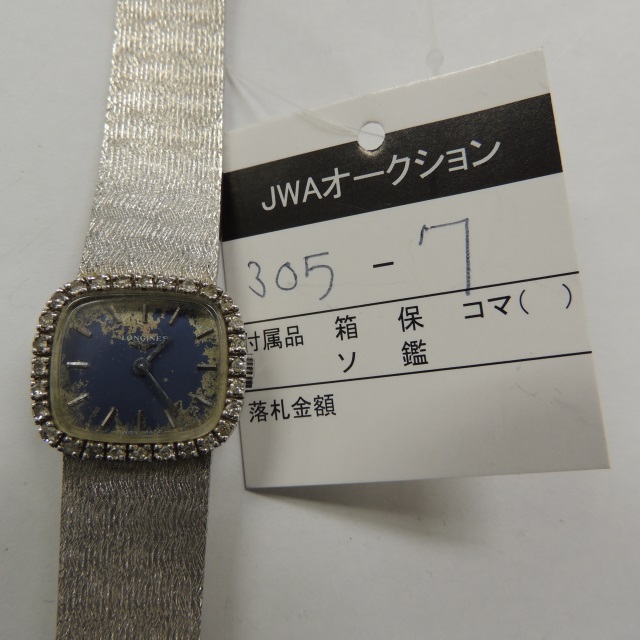 LONGINES
JWAオークション
305 - 7
付属品 箱 保 コマ( )
ソ 鑑
落札金額